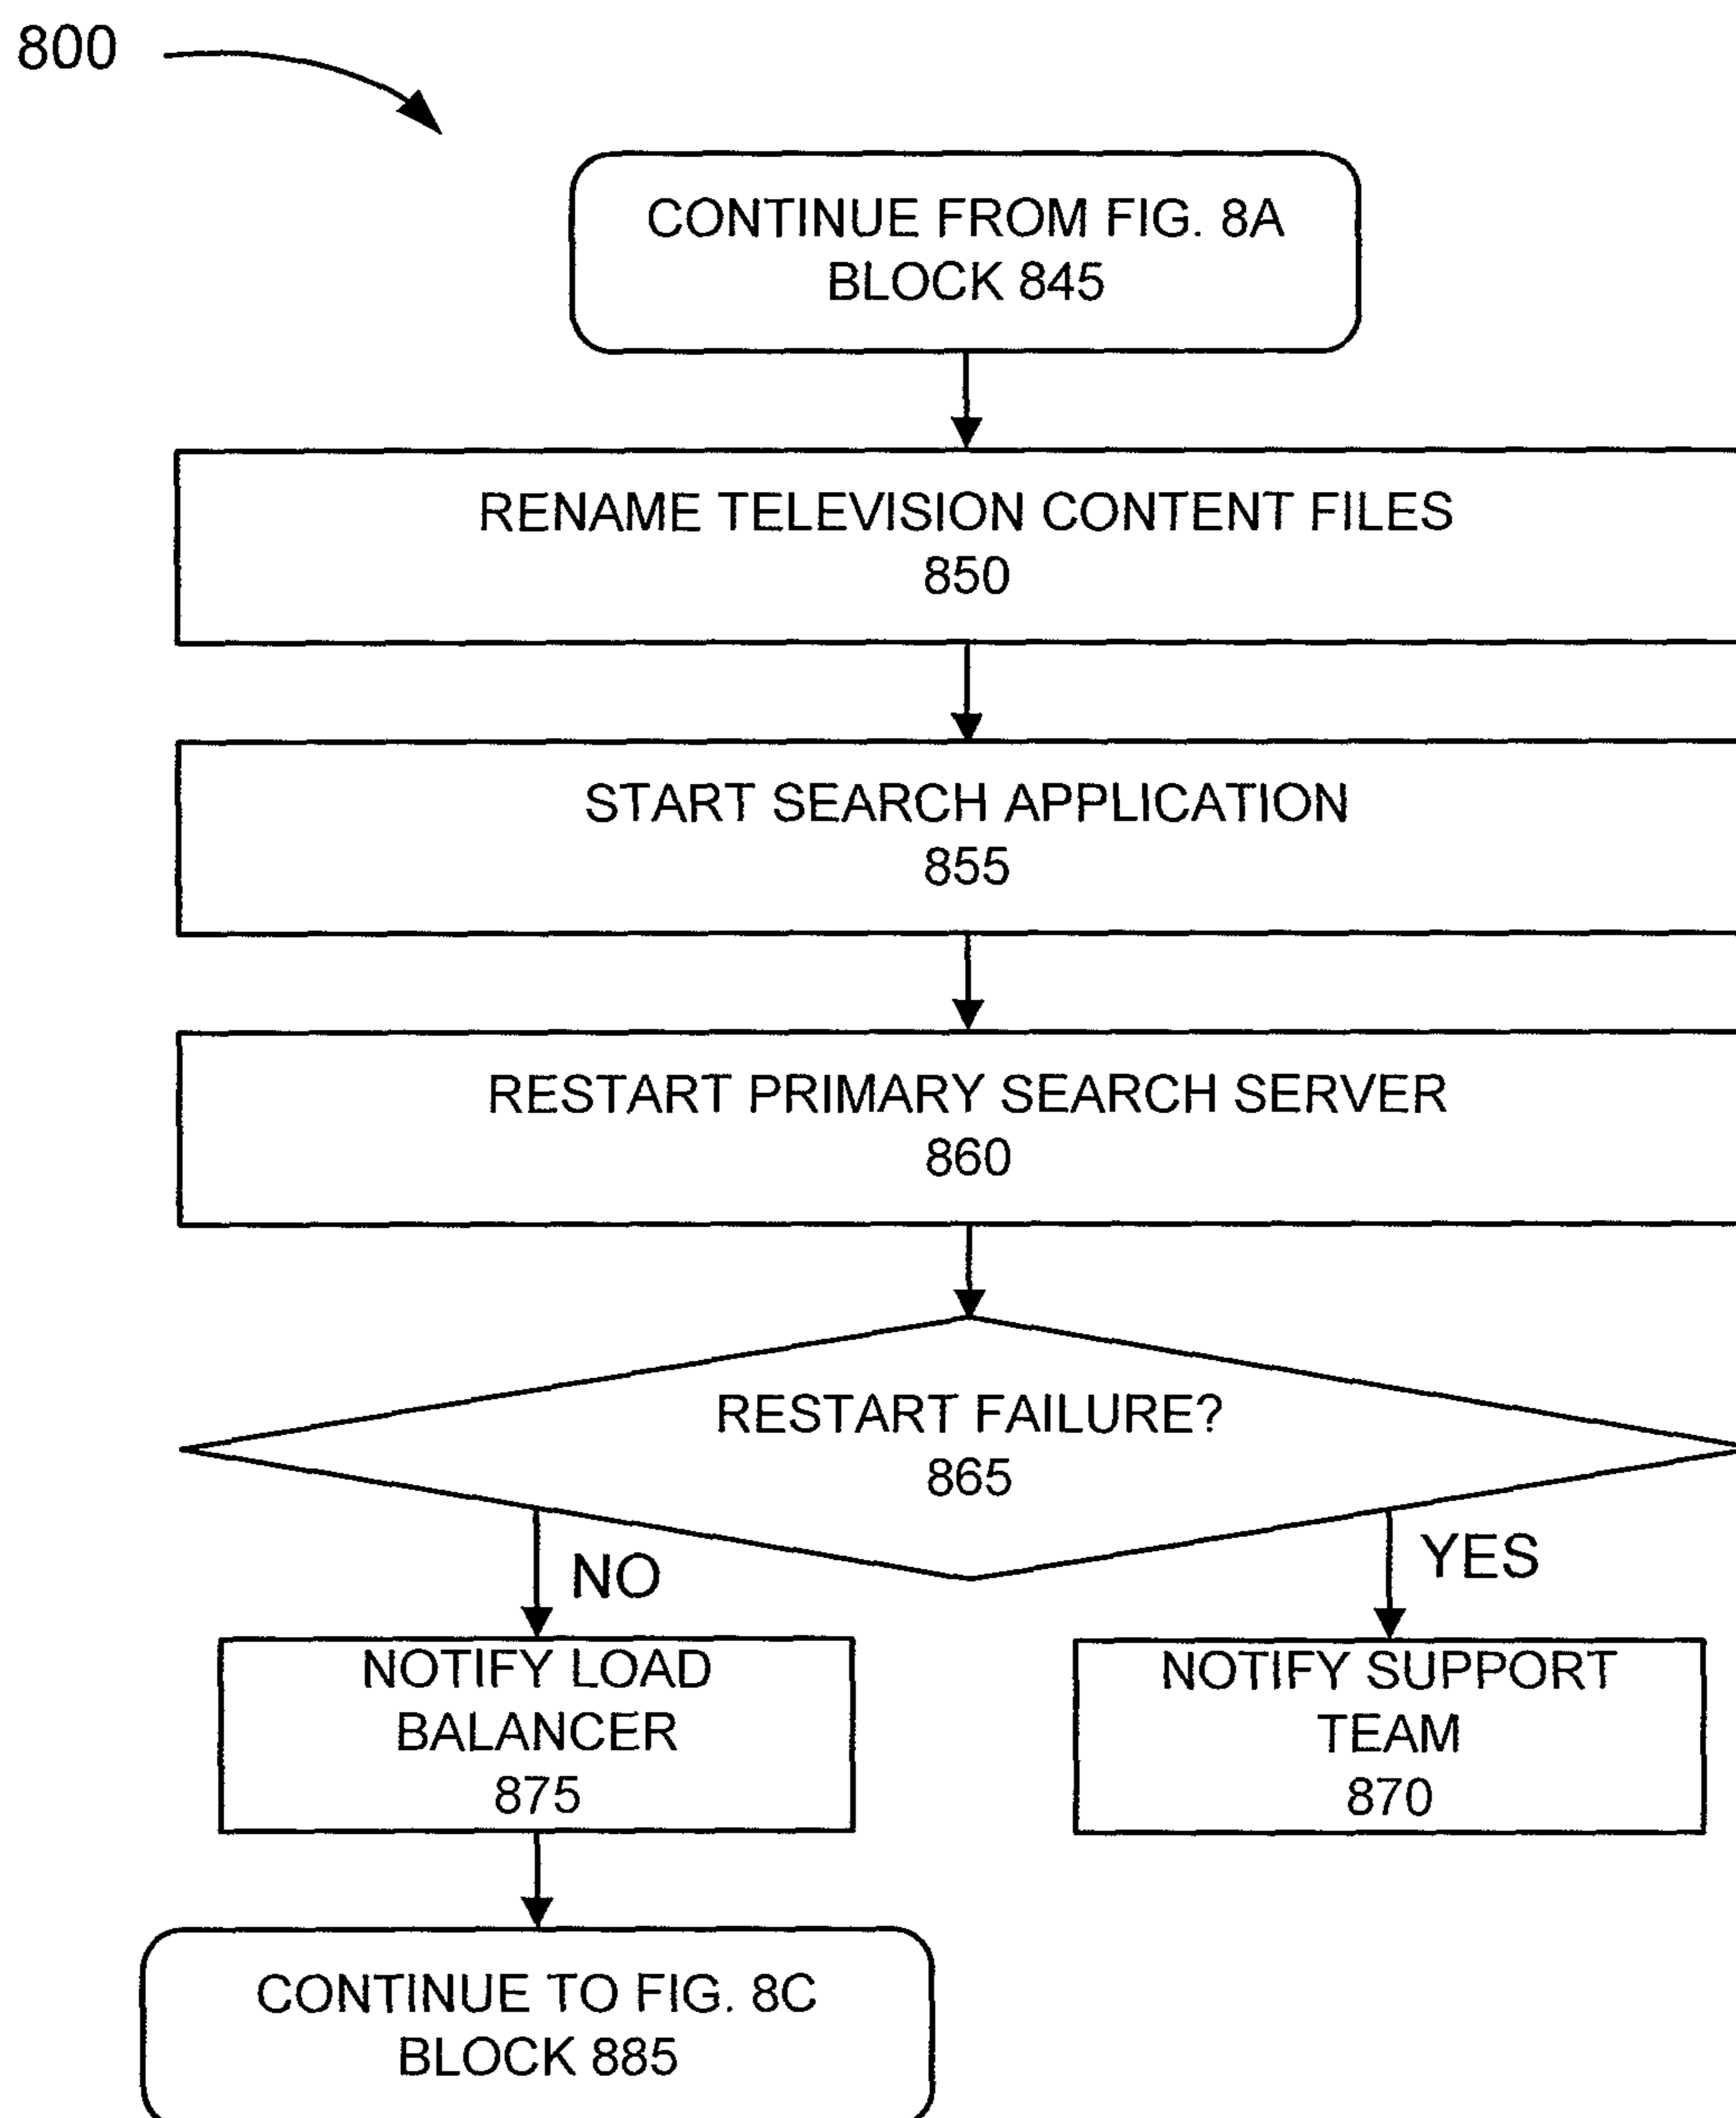 800
CONTINUE FROM FIG. 8A
BLOCK 845
RENAME TELEVISION CONTENT FILES
850
START SEARCH APPLICATION
855
RESTART PRIMARY SEARCH SERVER
860
RESTART FAILURE?
865
NO
YES
NOTIFY LOAD
BALANCER
875
NOTIFY SUPPORT
TEAM
870
CONTINUE TO FIG. 8C
BLOCK 885